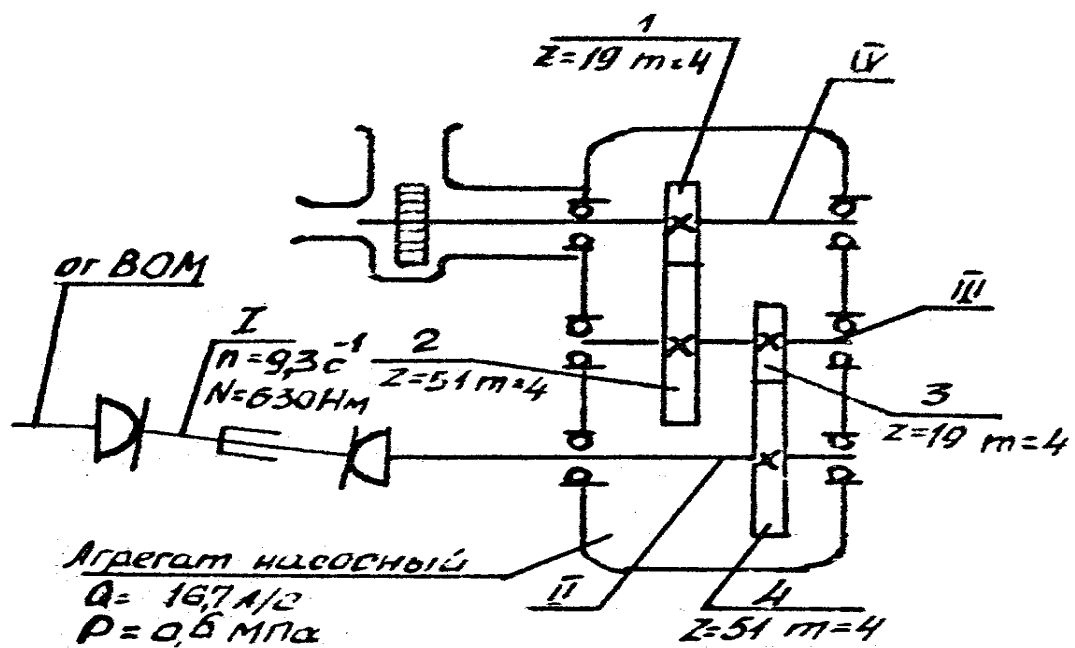 1
Z=19 m=4
IV
от ВОМ
I
n=9,3 c⁻¹
N=630Нм
2
Z=51 m=4
III
3
Z=19 m=4
Агрегат насосный
Q= 16,7 л/с
P=0,6 МПа
II
4
Z=51 m=4